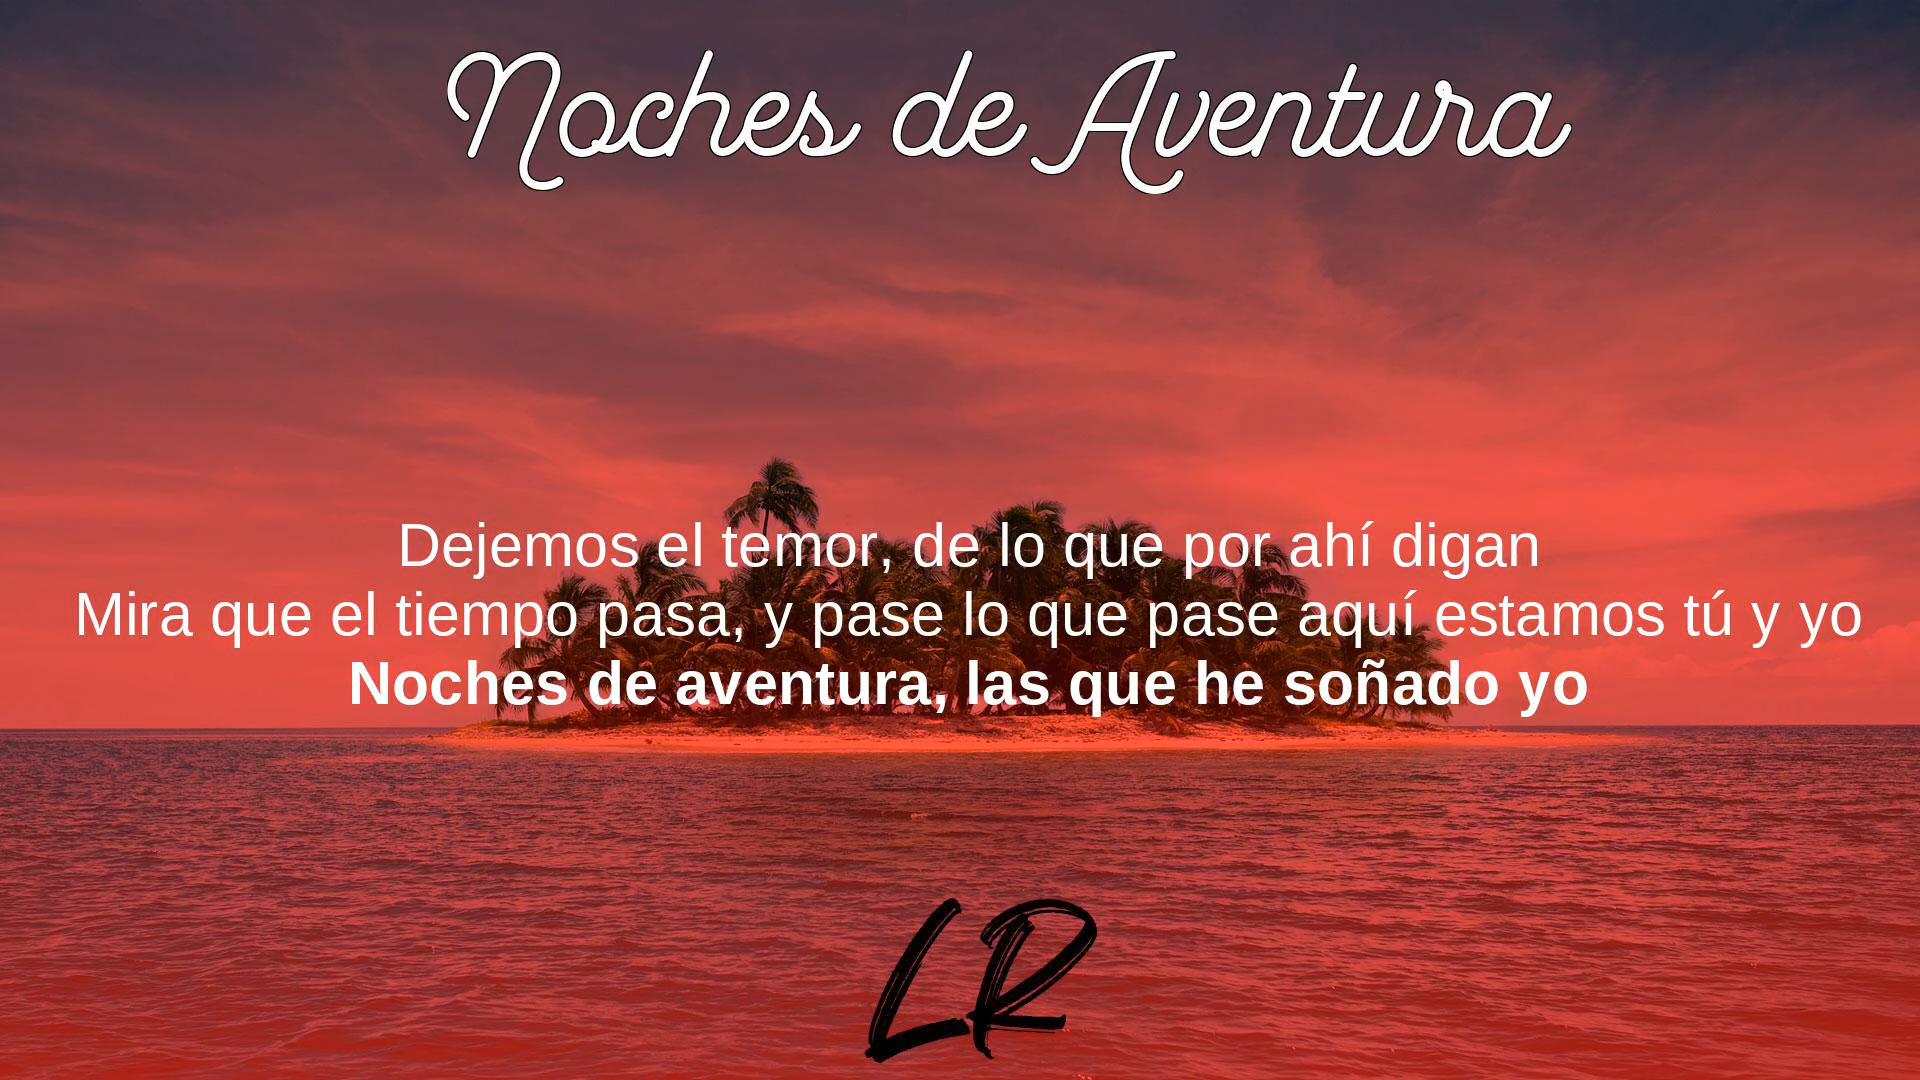 Noches de Aventura
Dejemos el temor, de lo que por ahí digan
Mira que el tiempo pasa, y pase lo que pase aquí estamos tú y yo
Noches de aventura, las que he soñado yo
LR